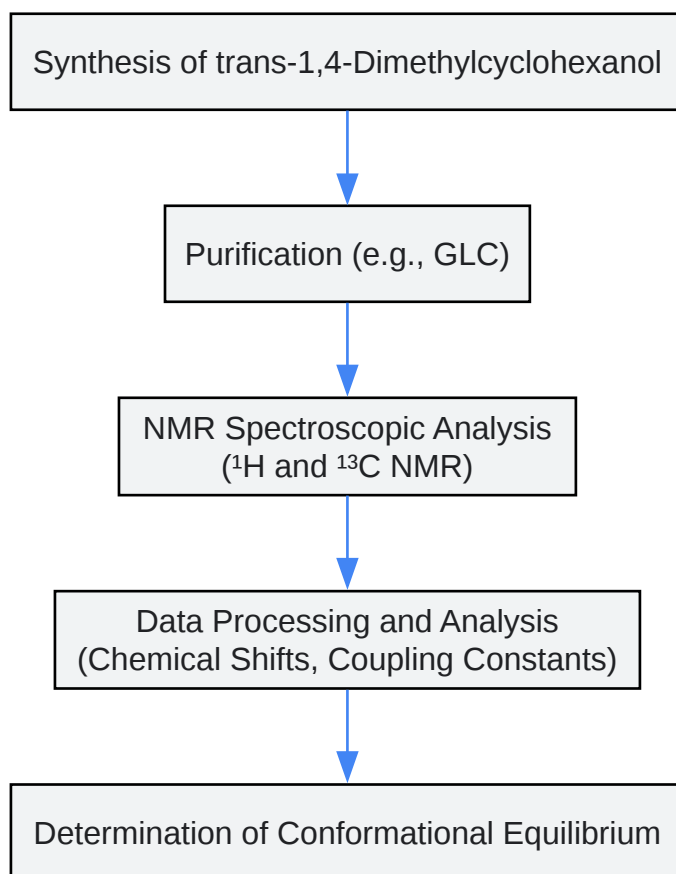 Synthesis of trans-1,4-Dimethylcyclohexanol
Purification (e.g., GLC)
NMR Spectroscopic Analysis
(¹H and ¹³C NMR)
Data Processing and Analysis
(Chemical Shifts, Coupling Constants)
Determination of Conformational Equilibrium